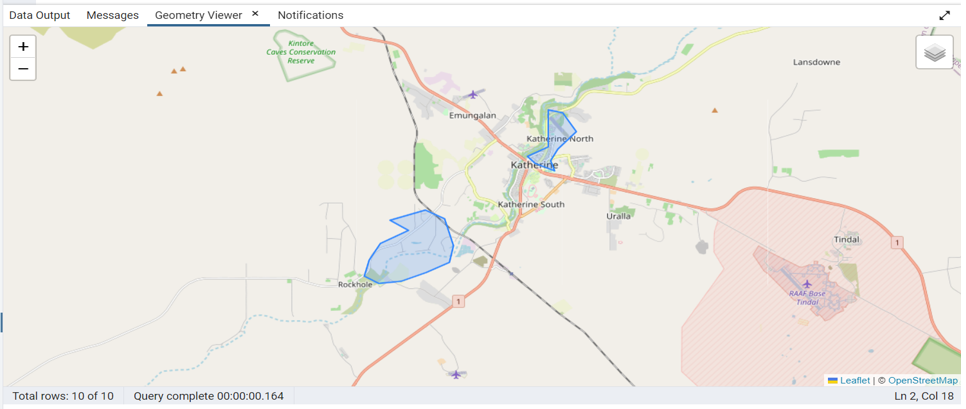 Data Output Messages Geometry Viewer × Notifications
+
−
Kintore
Caves Conservation
Reserve
Lansdowne
Emungalan
Katherine North
Katherine
Katherine South
Uralla
Tindal
1
RAAF Base
Tindal
Rockhole
1
Leaflet | © OpenStreetMap
Total rows: 10 of 10 Query complete 00:00:00.164 Ln 2, Col 18